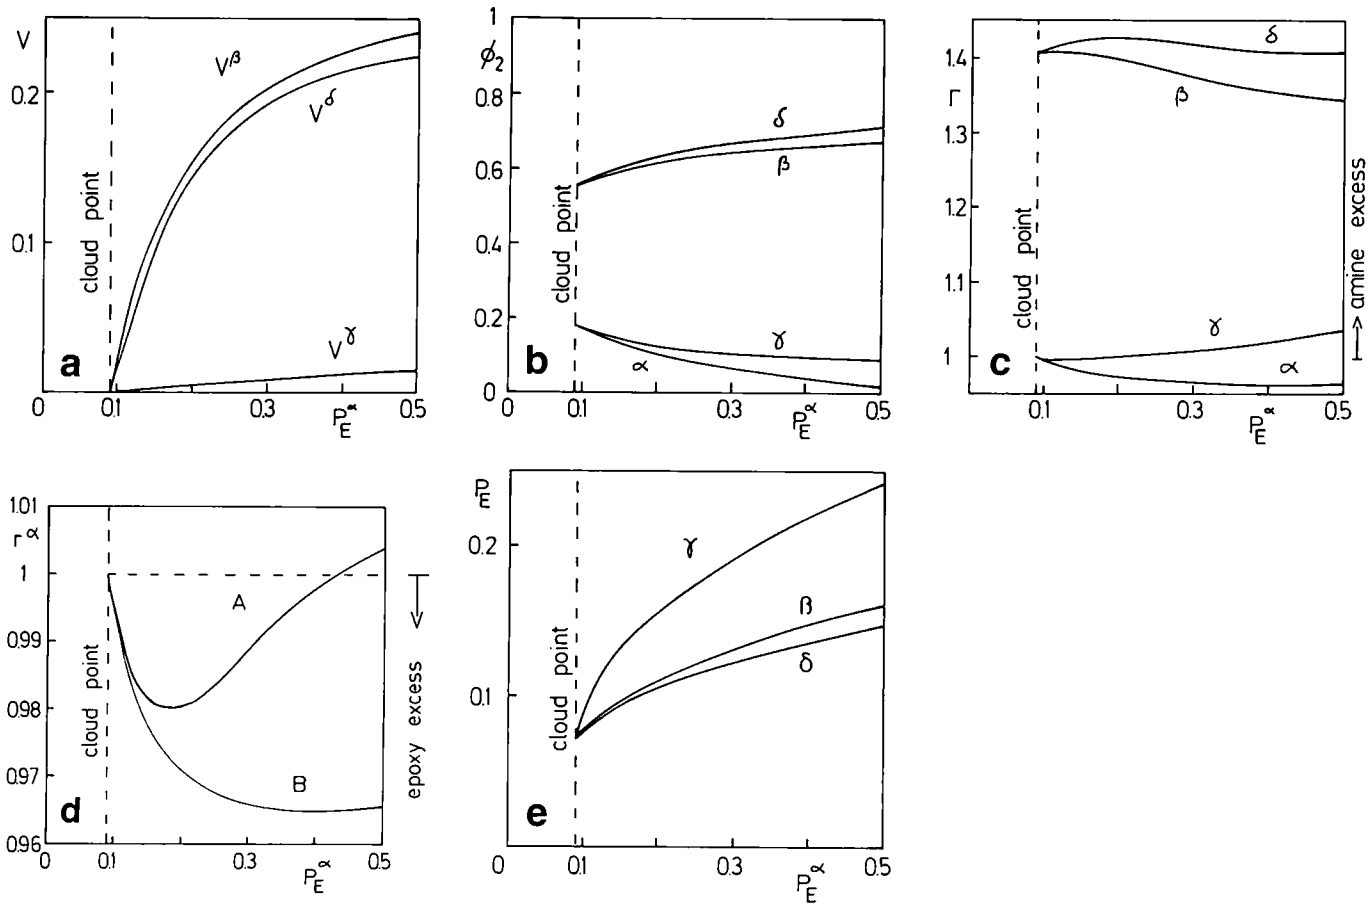 V
0.2
0.1
0
0.1
0.3
0.5
P_E^α
cloud point
V^β
V^δ
V^γ
a
1
ϕ₂
0.8
0.6
0.4
0.2
0
0
0.1
0.3
0.5
P_E^α
cloud point
δ
β
γ
α
b
1.4
r
1.3
1.2
1.1
1
0.1
0.3
0.5
P_E^α
cloud point
δ
β
γ
α
c
amine excess
1.01
r^α
1
0.99
0.98
0.97
0.96
0
0.1
0.3
0.5
P_E^α
cloud point
A
B
d
epoxy excess
P_E
0.2
0.1
0
0.1
0.3
0.5
P_E^α
cloud point
γ
β
δ
e